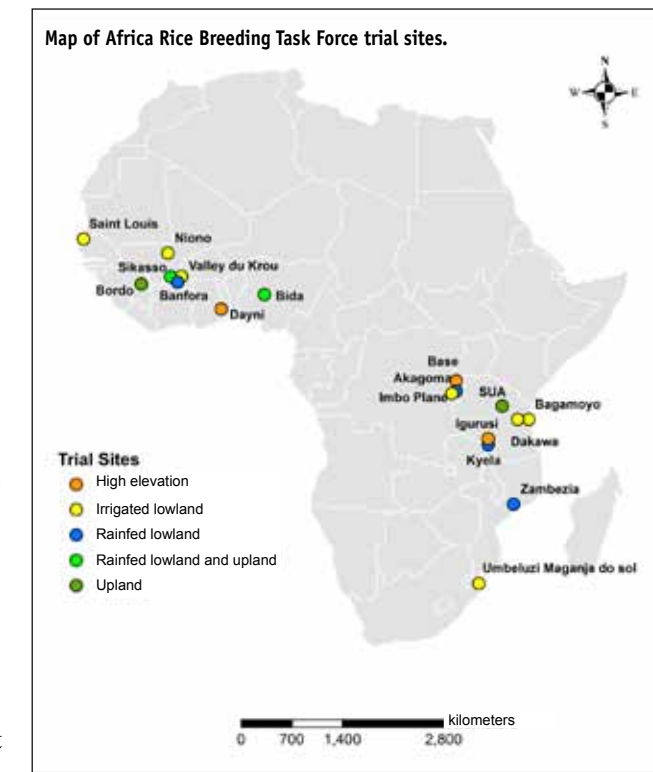 Map of Africa Rice Breeding Task Force trial sites.
N
W E
S
Saint Louis
Niono
Sikasso Valley du Krou
Bordo Banfora Bida
Dayni
Base
Akagoma
Imbo Plane SUA Bagamoyo
Igurusi
Dakawa
Kyela
Zambezia
Umbeluzi Maganja do sol
Trial Sites
High elevation
Irrigated lowland
Rainfed lowland
Rainfed lowland and upland
Upland
kilometers
0 700 1,400 2,800
t